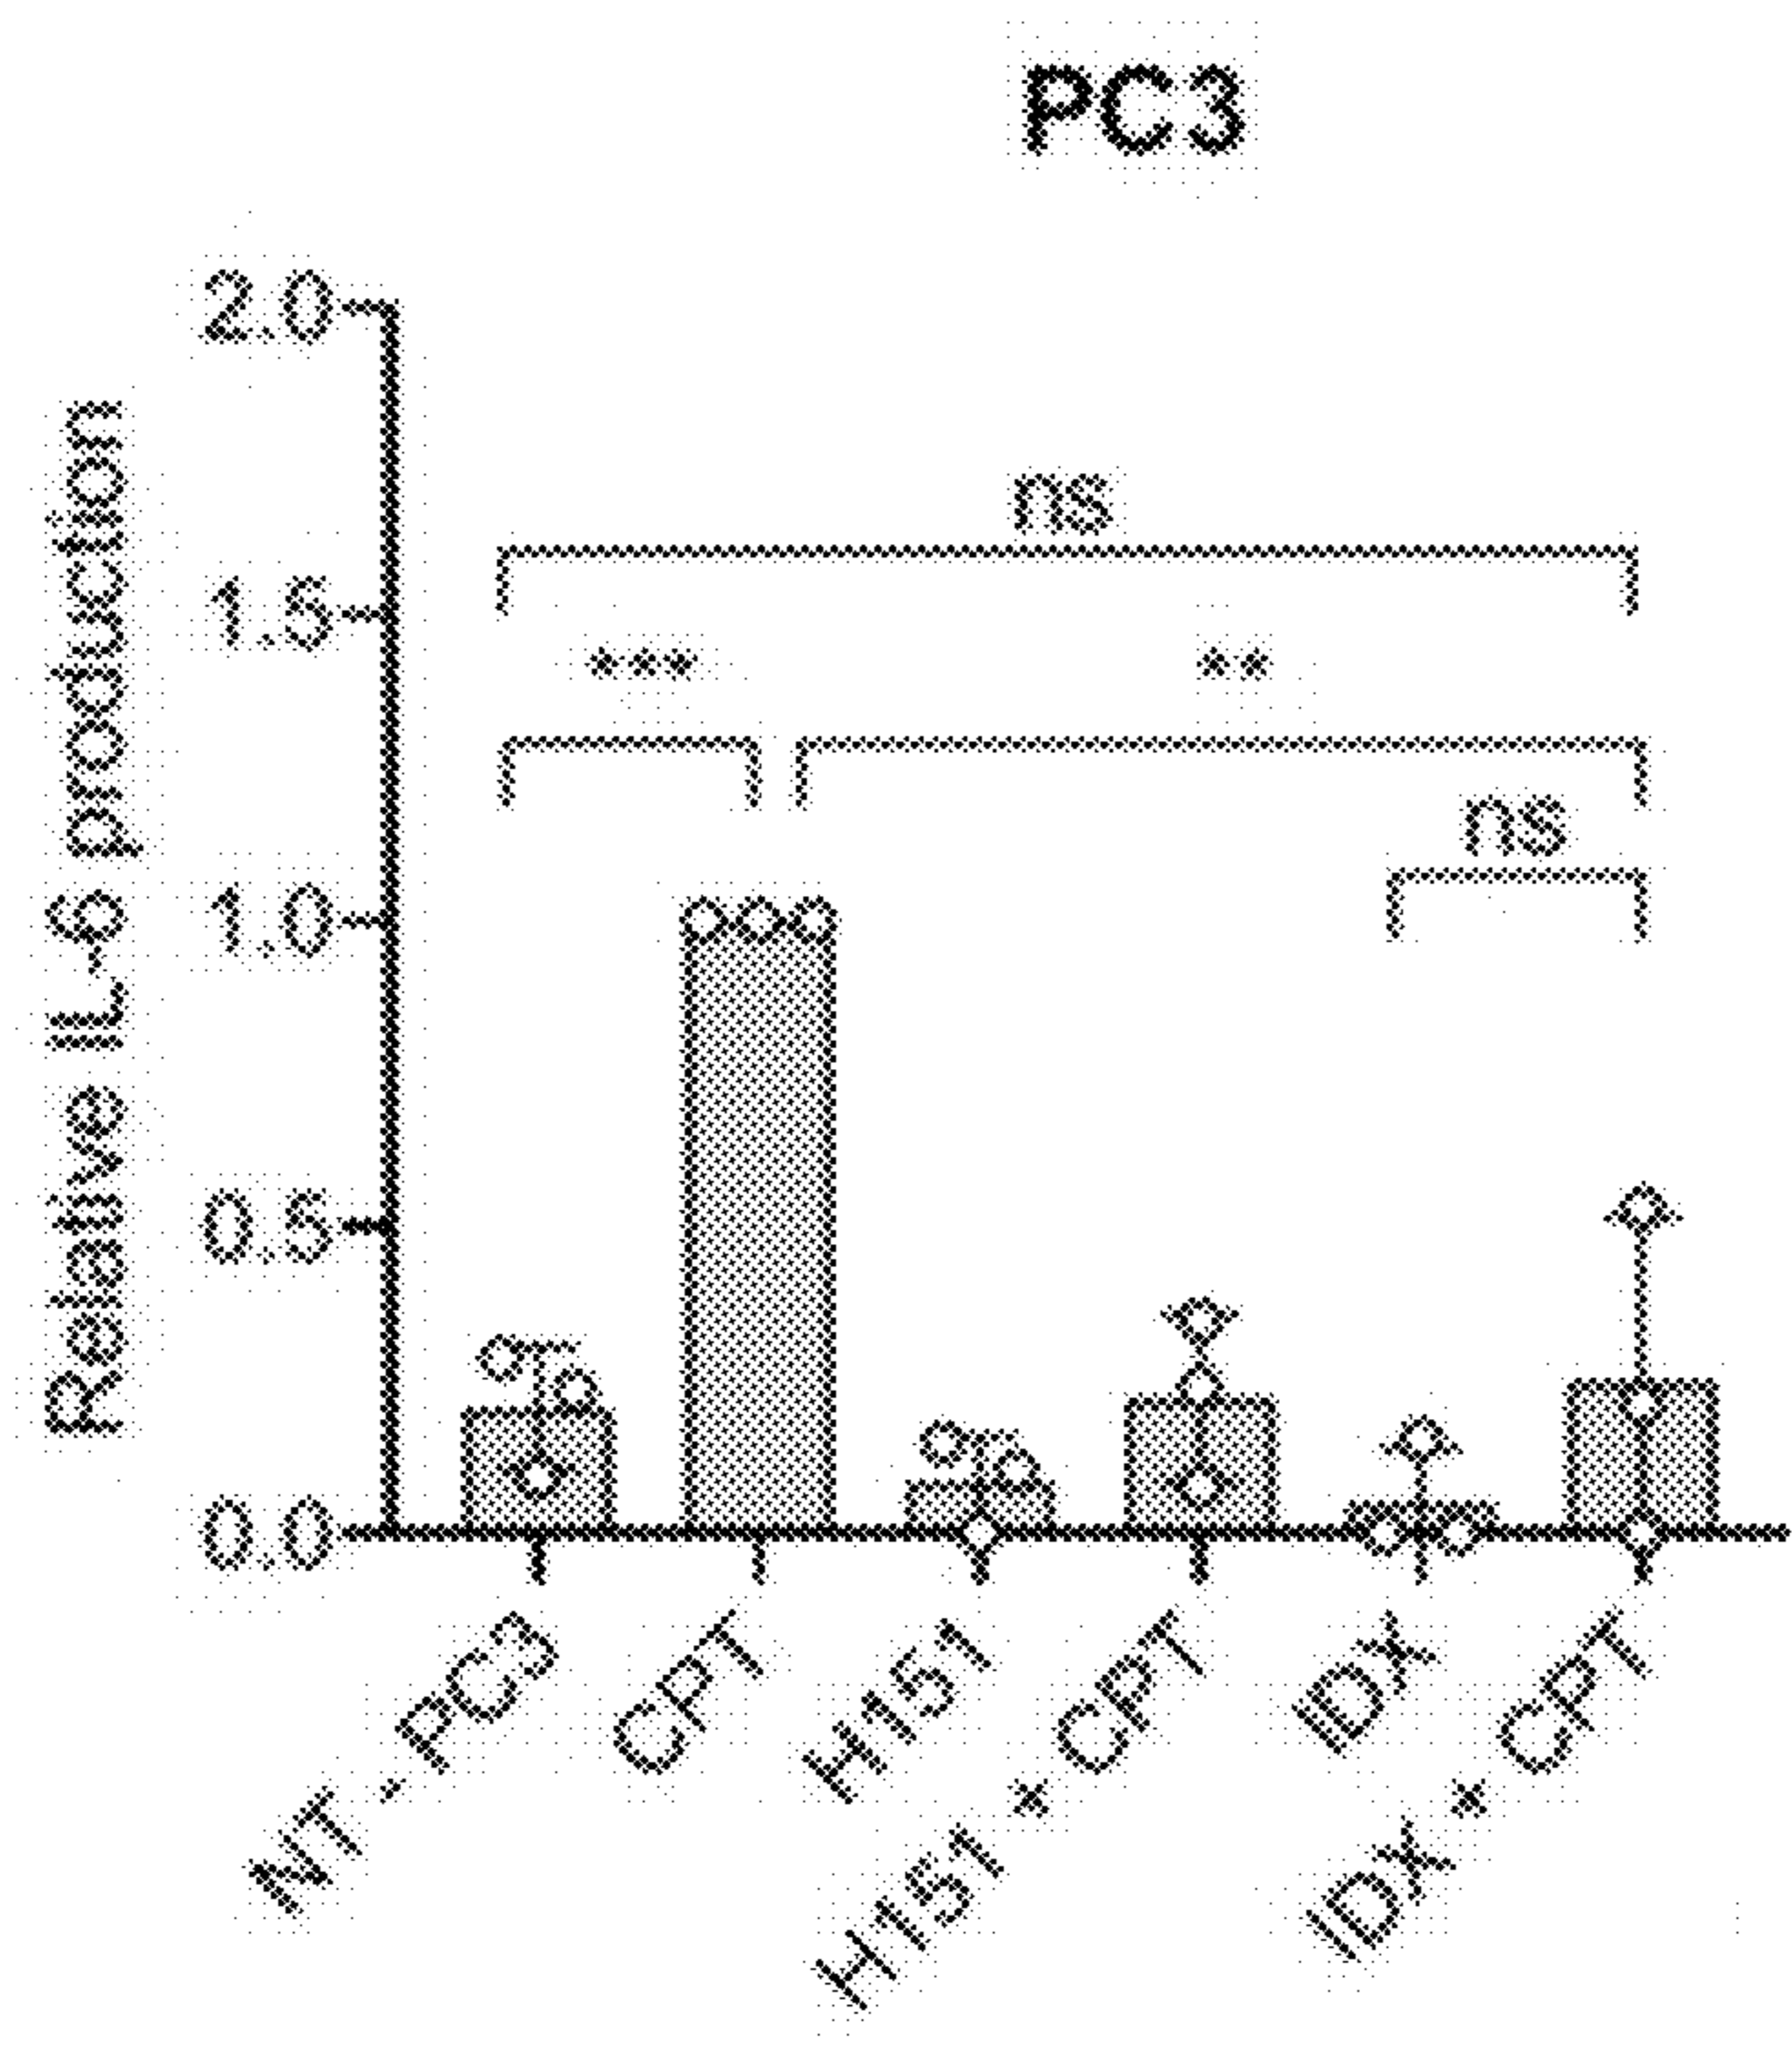 PC3
Relative IL-6 production
2.0
1.5
1.0
0.5
0.0
ns
***
**
ns
NT - PC3
CPT
H151
H151 + CPT
IDX
IDX + CPT